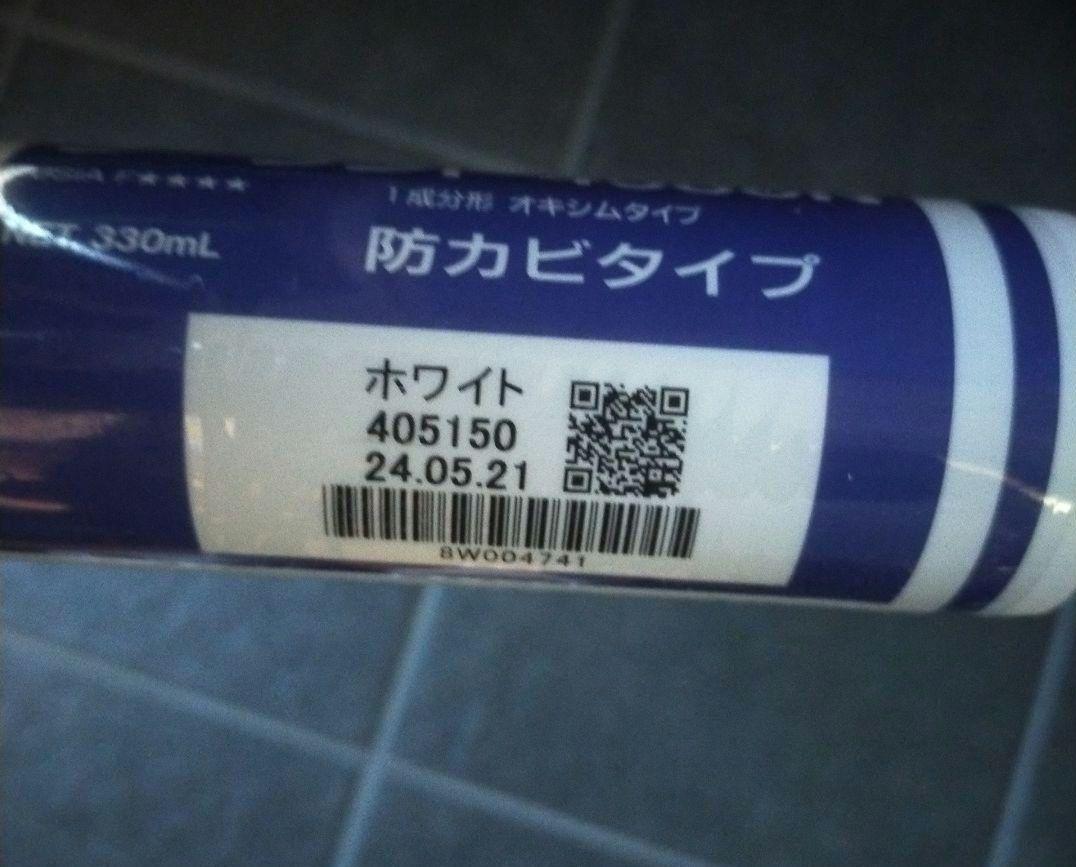 F★★★★
NET 330mL
1成分形 オキシムタイプ
防カビタイプ
ホワイト
405150
24.05.21
8W004741